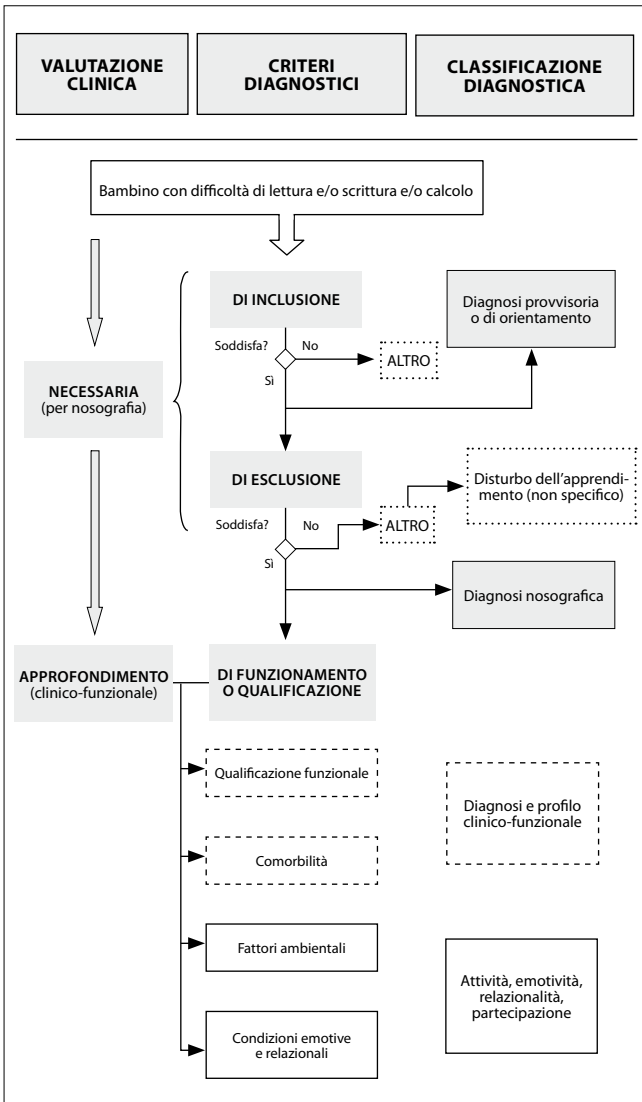 VALUTAZIONE
CLINICA
CRITERI
DIAGNOSTICI
CLASSIFICAZIONE
DIAGNOSTICA
Bambino con difficoltà di lettura e/o scrittura e/o calcolo
DI INCLUSIONE
Diagnosi provvisoria
o di orientamento
Soddisfa?
No
ALTRO
Sì
NECESSARIA
(per nosografia)
DI ESCLUSIONE
Disturbo dell’apprendi-
mento (non specifico)
Soddisfa?
No
ALTRO
Sì
Diagnosi nosografica
APPROFONDIMENTO
(clinico-funzionale)
DI FUNZIONAMENTO
O QUALIFICAZIONE
Qualificazione funzionale
Diagnosi e profilo
clinico-funzionale
Comorbilità
Fattori ambientali
Attività, emotività,
relazionalità,
partecipazione
Condizioni emotive
e relazionali